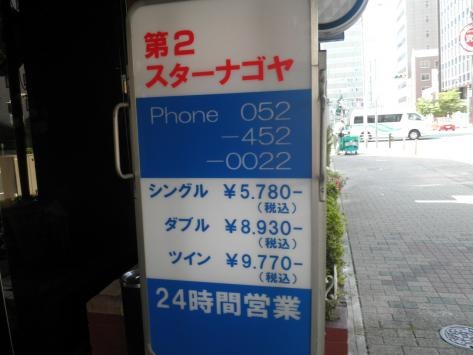 第2
スターナゴヤ
Phone 052
-452
-0022
シングル ￥5.780-
(税込)
ダブル ￥8.930-
(税込)
ツイン ￥9.770-
(税込)
24時間営業